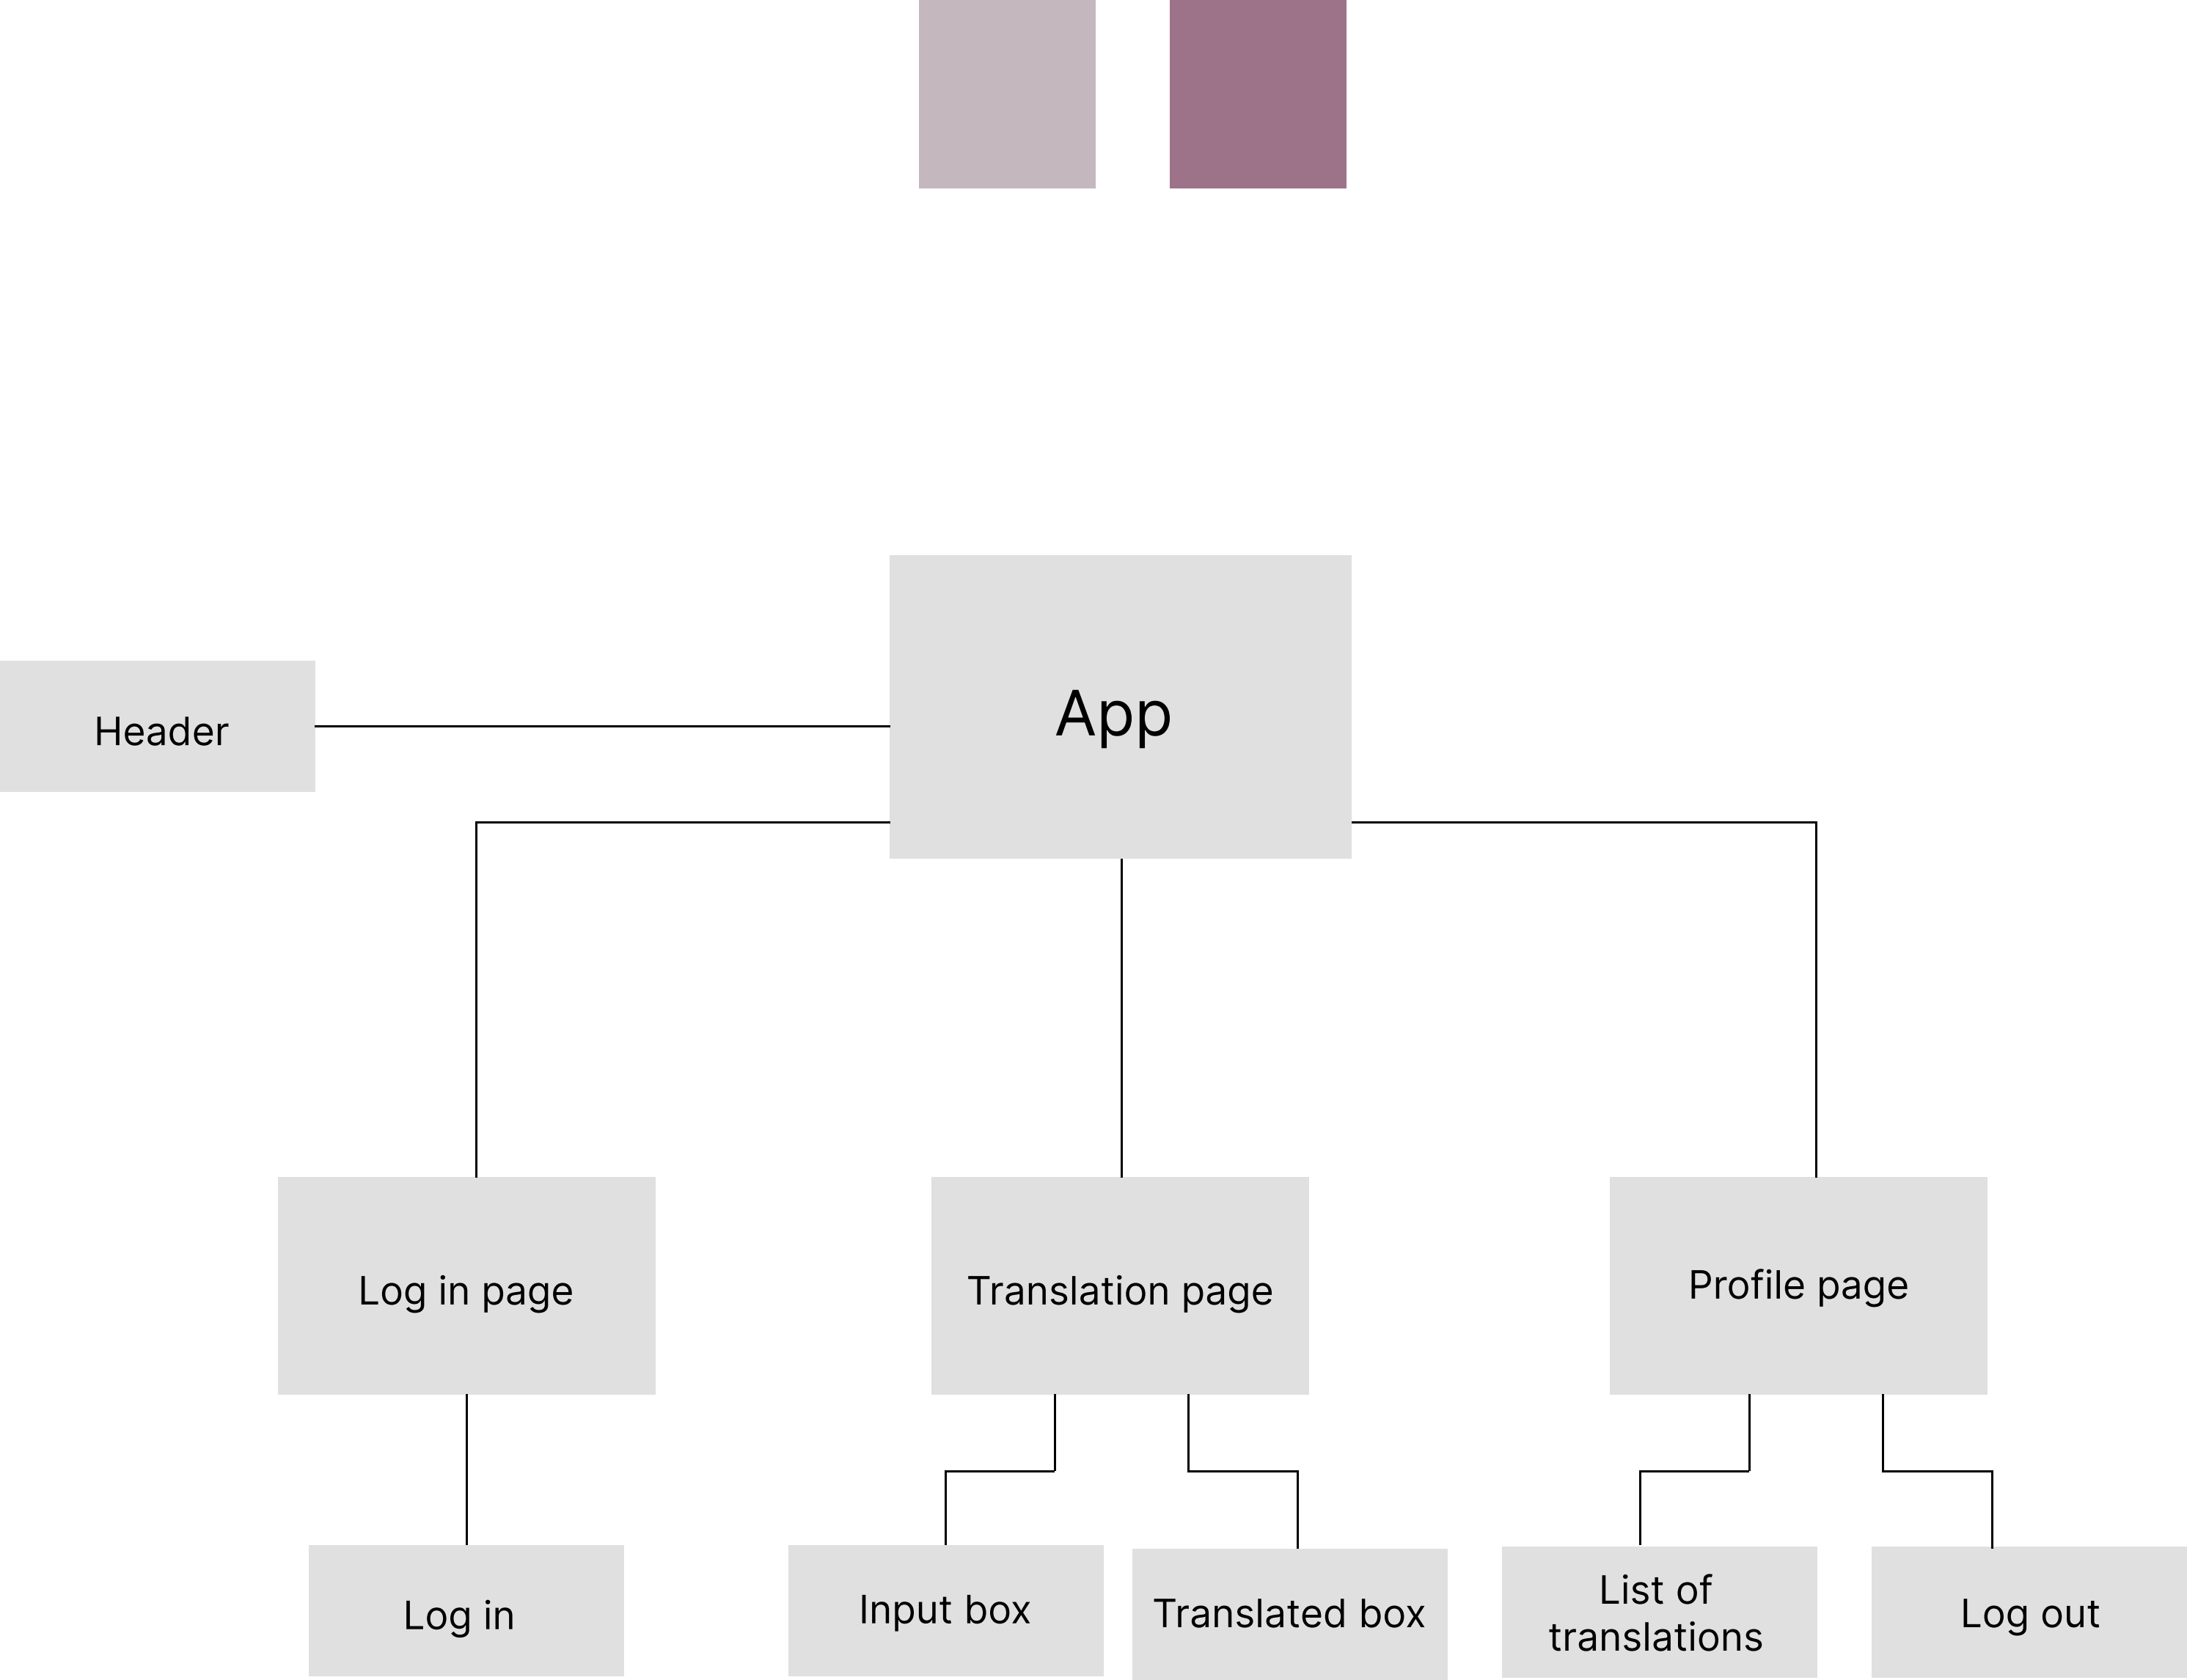 App
Header
Log in page
Translation page
Profile page
Log in
Input box
Translated box
List of
translations
Log out